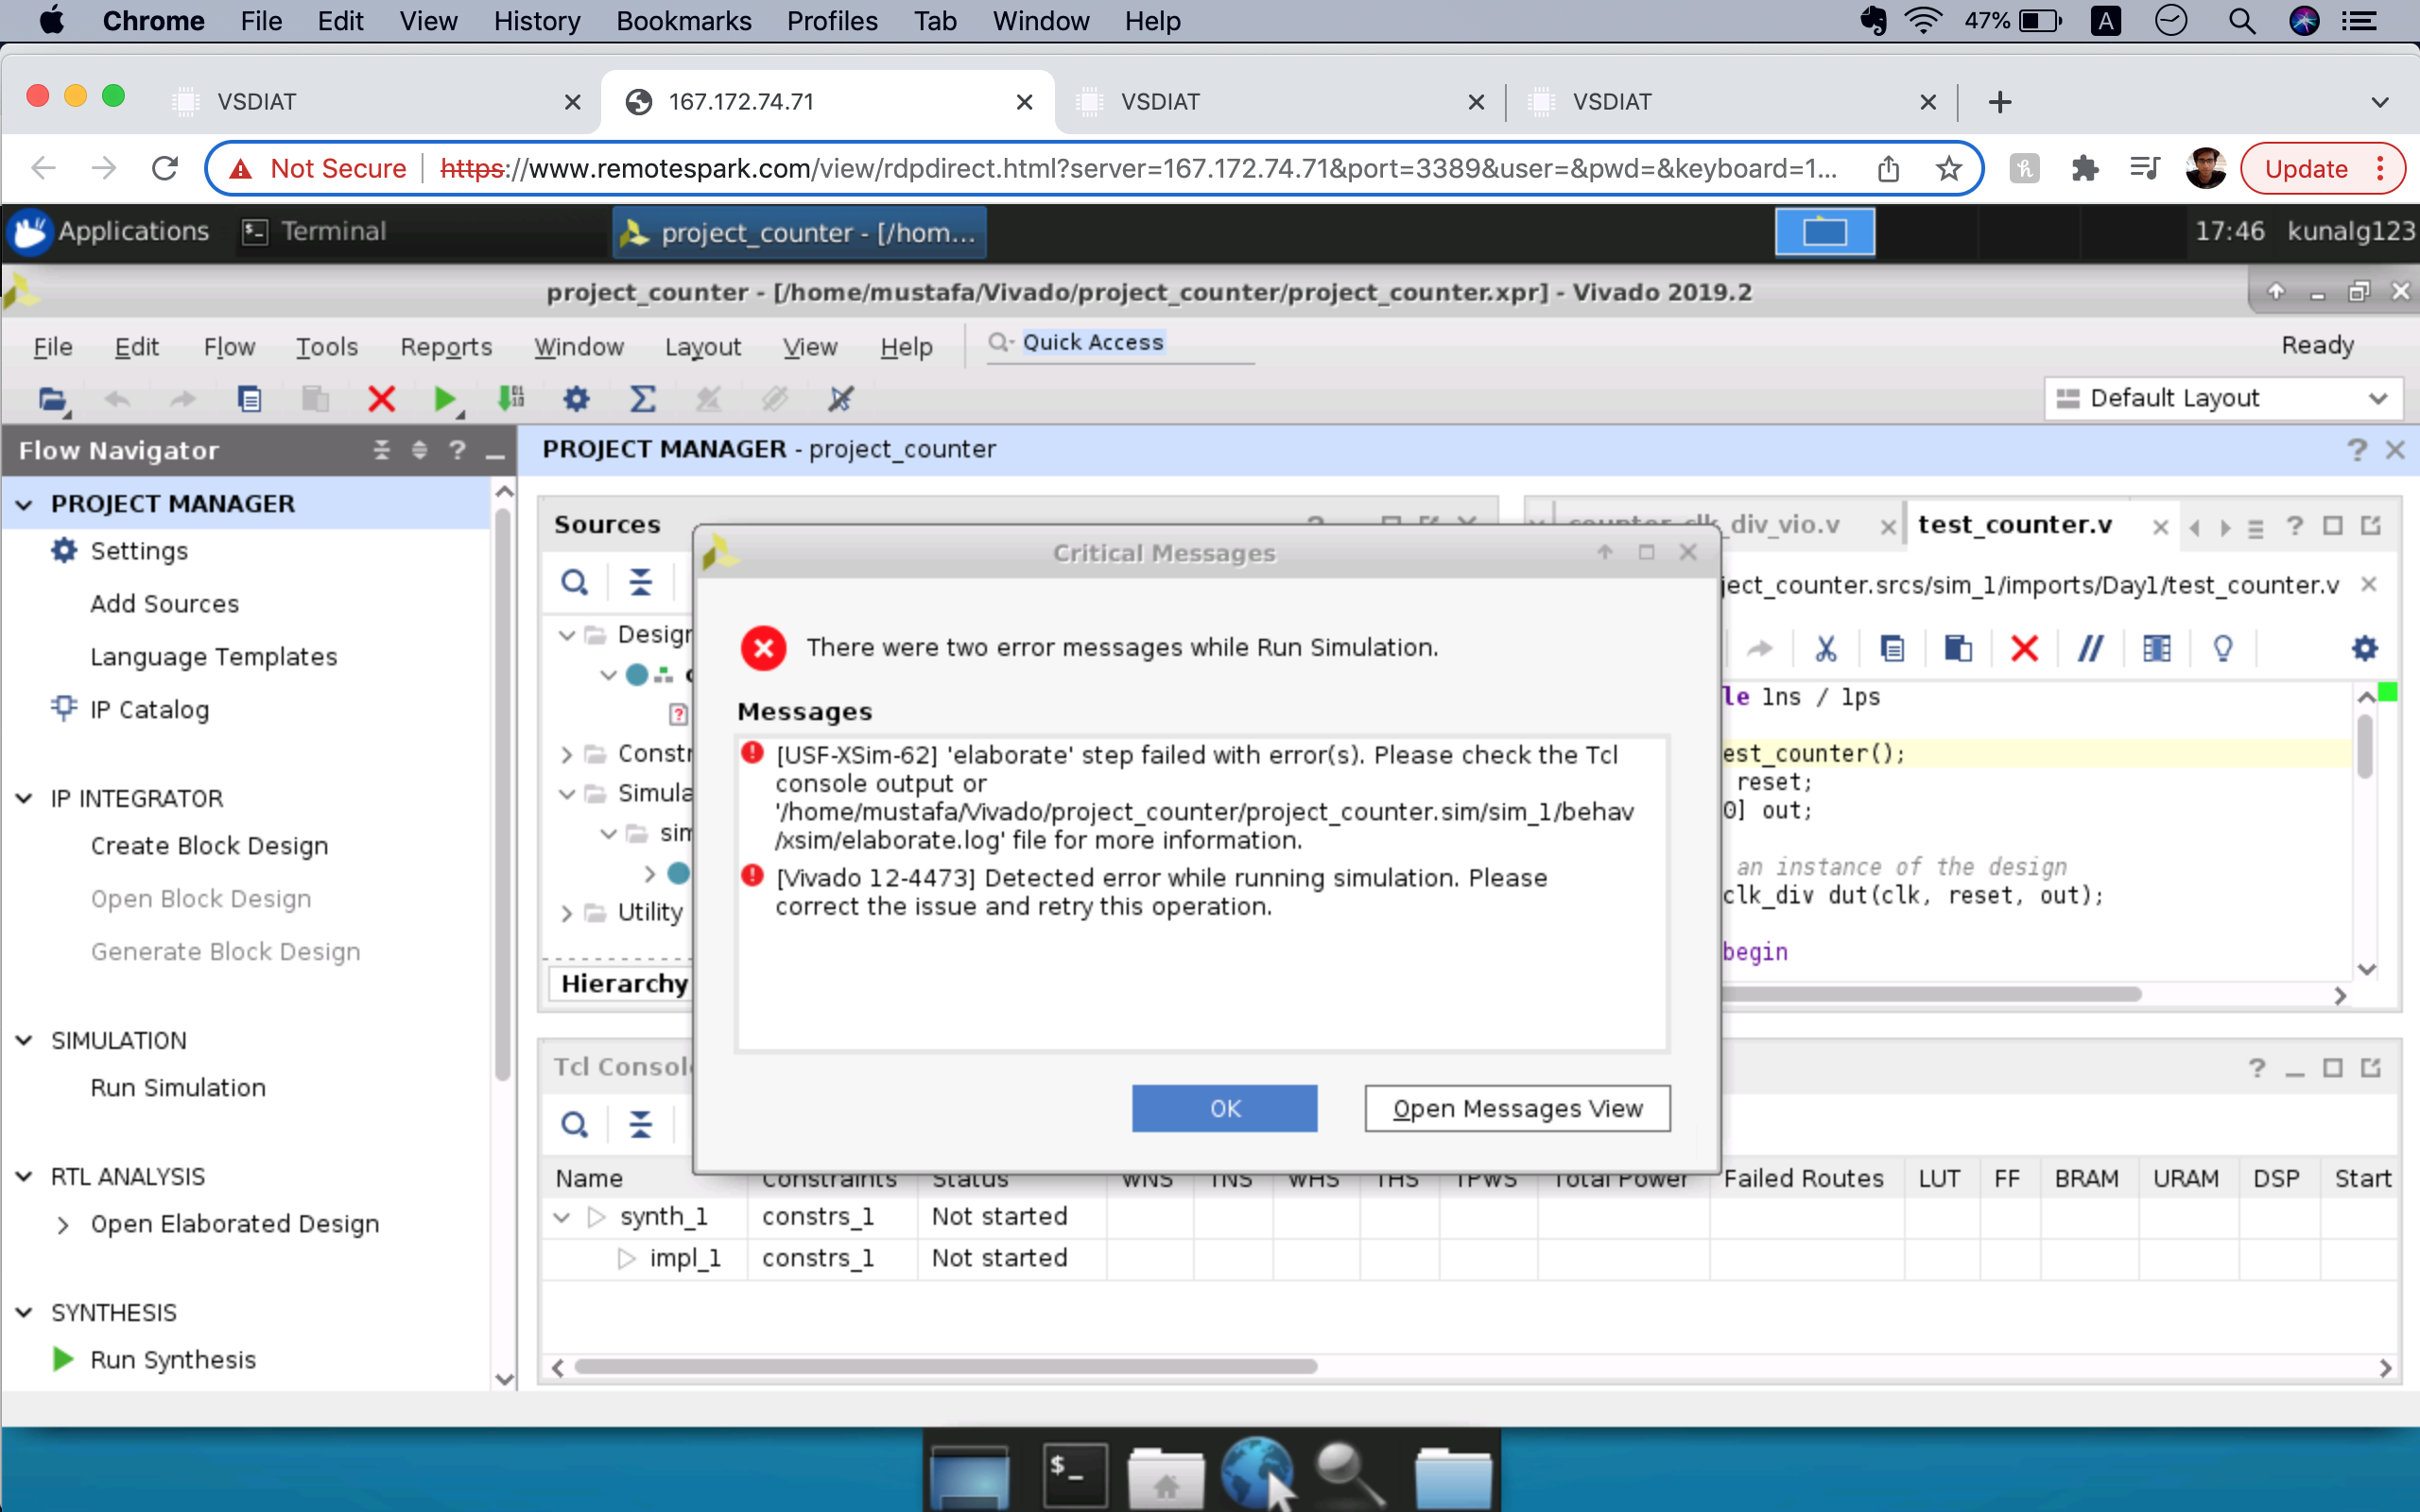 Chrome File Edit View History Bookmarks Profiles Tab Window Help 47% A
VSDIAT 167.172.74.71 VSDIAT VSDIAT
Not Secure https://www.remotespark.com/view/rdpdirect.html?server=167.172.74.71&port=3389&user=&pwd=&keyboard=1... Update
Applications Terminal project_counter - [/hom... 17:46 kunalg123
project_counter - [/home/mustafa/Vivado/project_counter/project_counter.xpr] - Vivado 2019.2
File Edit Flow Tools Reports Window Layout View Help Quick Access Ready
Default Layout
Flow Navigator
PROJECT MANAGER
Settings
Add Sources
Language Templates
IP Catalog
IP INTEGRATOR
Create Block Design
Open Block Design
Generate Block Design
SIMULATION
Run Simulation
RTL ANALYSIS
Open Elaborated Design
SYNTHESIS
Run Synthesis
PROJECT MANAGER - project_counter
Sources
Design
Constr
Simula
sim
Utility
Hierarchy
counter_clk_div_vio.v test_counter.v
ject_counter.srcs/sim_1/imports/Day1/test_counter.v
le 1ns / 1ps
est_counter();
reset;
0] out;
an instance of the design
clk_div dut(clk, reset, out);
begin
Critical Messages
There were two error messages while Run Simulation.
Messages
[USF-XSim-62] 'elaborate' step failed with error(s). Please check the Tcl
console output or
'/home/mustafa/Vivado/project_counter/project_counter.sim/sim_1/behav
/xsim/elaborate.log' file for more information.
[Vivado 12-4473] Detected error while running simulation. Please
correct the issue and retry this operation.
OK Open Messages View
Tcl Console
Name Constraints Status WNS TNS WHS THS TPWS Total Power Failed Routes LUT FF BRAM URAM DSP Start
synth_1 constrs_1 Not started
impl_1 constrs_1 Not started